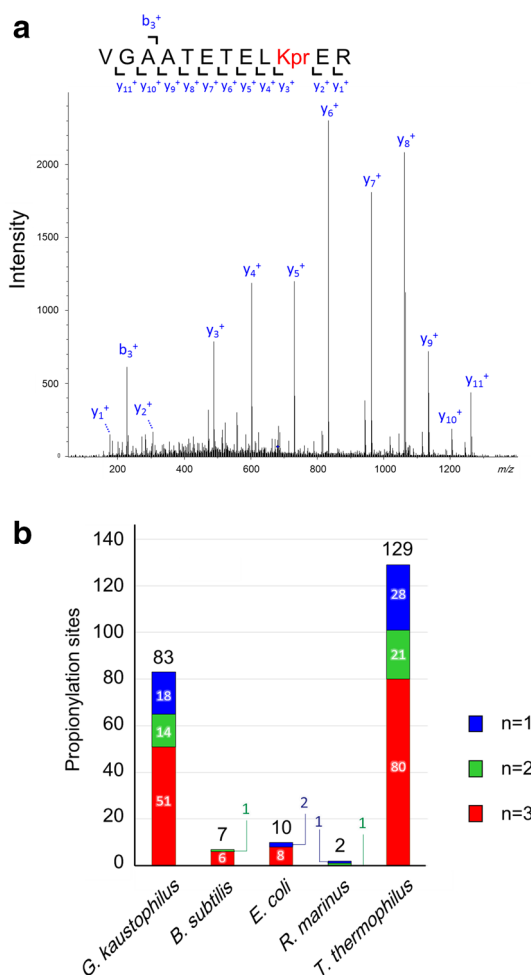 a
b₃⁺
VGAATETELKprER
y₁₁⁺ y₁₀⁺ y₉⁺ y₈⁺ y₇⁺ y₆⁺ y₅⁺ y₄⁺ y₃⁺ y₂⁺ y₁⁺
Intensity
2000
1500
1000
500
0
y₁⁺
b₃⁺
y₂⁺
y₃⁺
y₄⁺
y₅⁺
y₆⁺
y₇⁺
y₈⁺
y₉⁺
y₁₀⁺
y₁₁⁺
200 400 600 800 1000 1200 m/z
b
Propionylation sites
140
120
100
80
60
40
20
0
83
18
14
51
7
1
6
10
2
8
2
1
1
129
28
21
80
G. kaustophilus
B. subtilis
E. coli
R. marinus
T. thermophilus
n=1
n=2
n=3